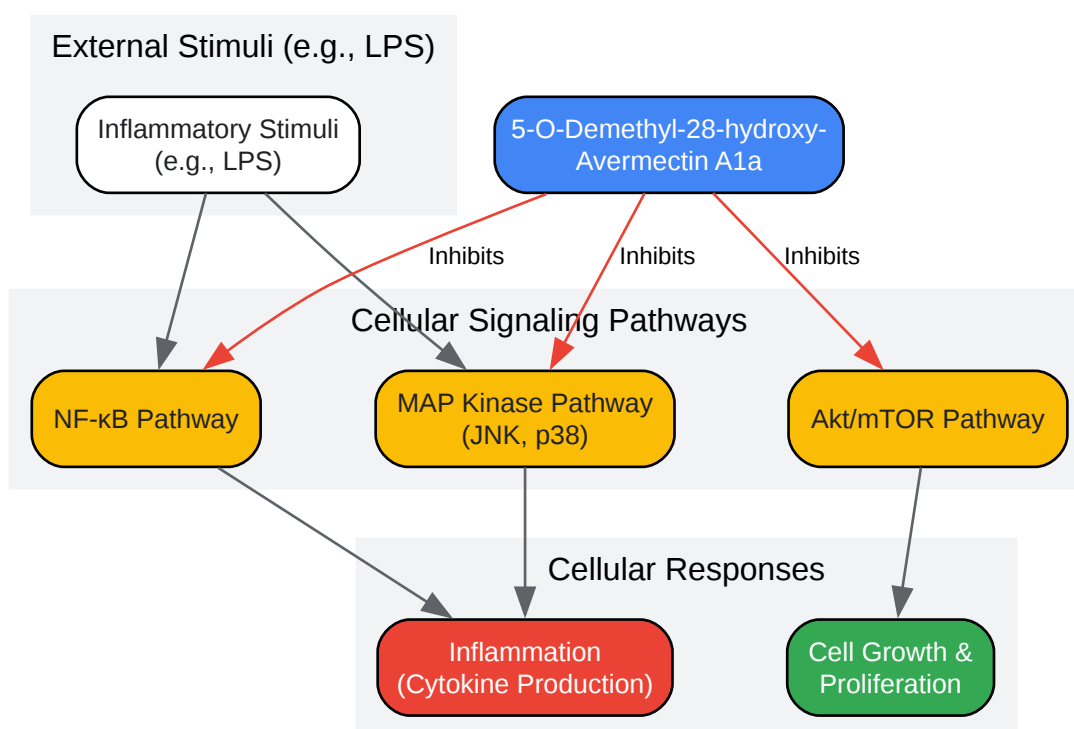 External Stimuli (e.g., LPS)
Inflammatory Stimuli
(e.g., LPS)
5-O-Demethyl-28-hydroxy-
Avermectin A1a
Inhibits
Inhibits
Inhibits
Cellular Signaling Pathways
NF-κB Pathway
MAP Kinase Pathway
(JNK, p38)
Akt/mTOR Pathway
Cellular Responses
Inflammation
(Cytokine Production)
Cell Growth &
Proliferation